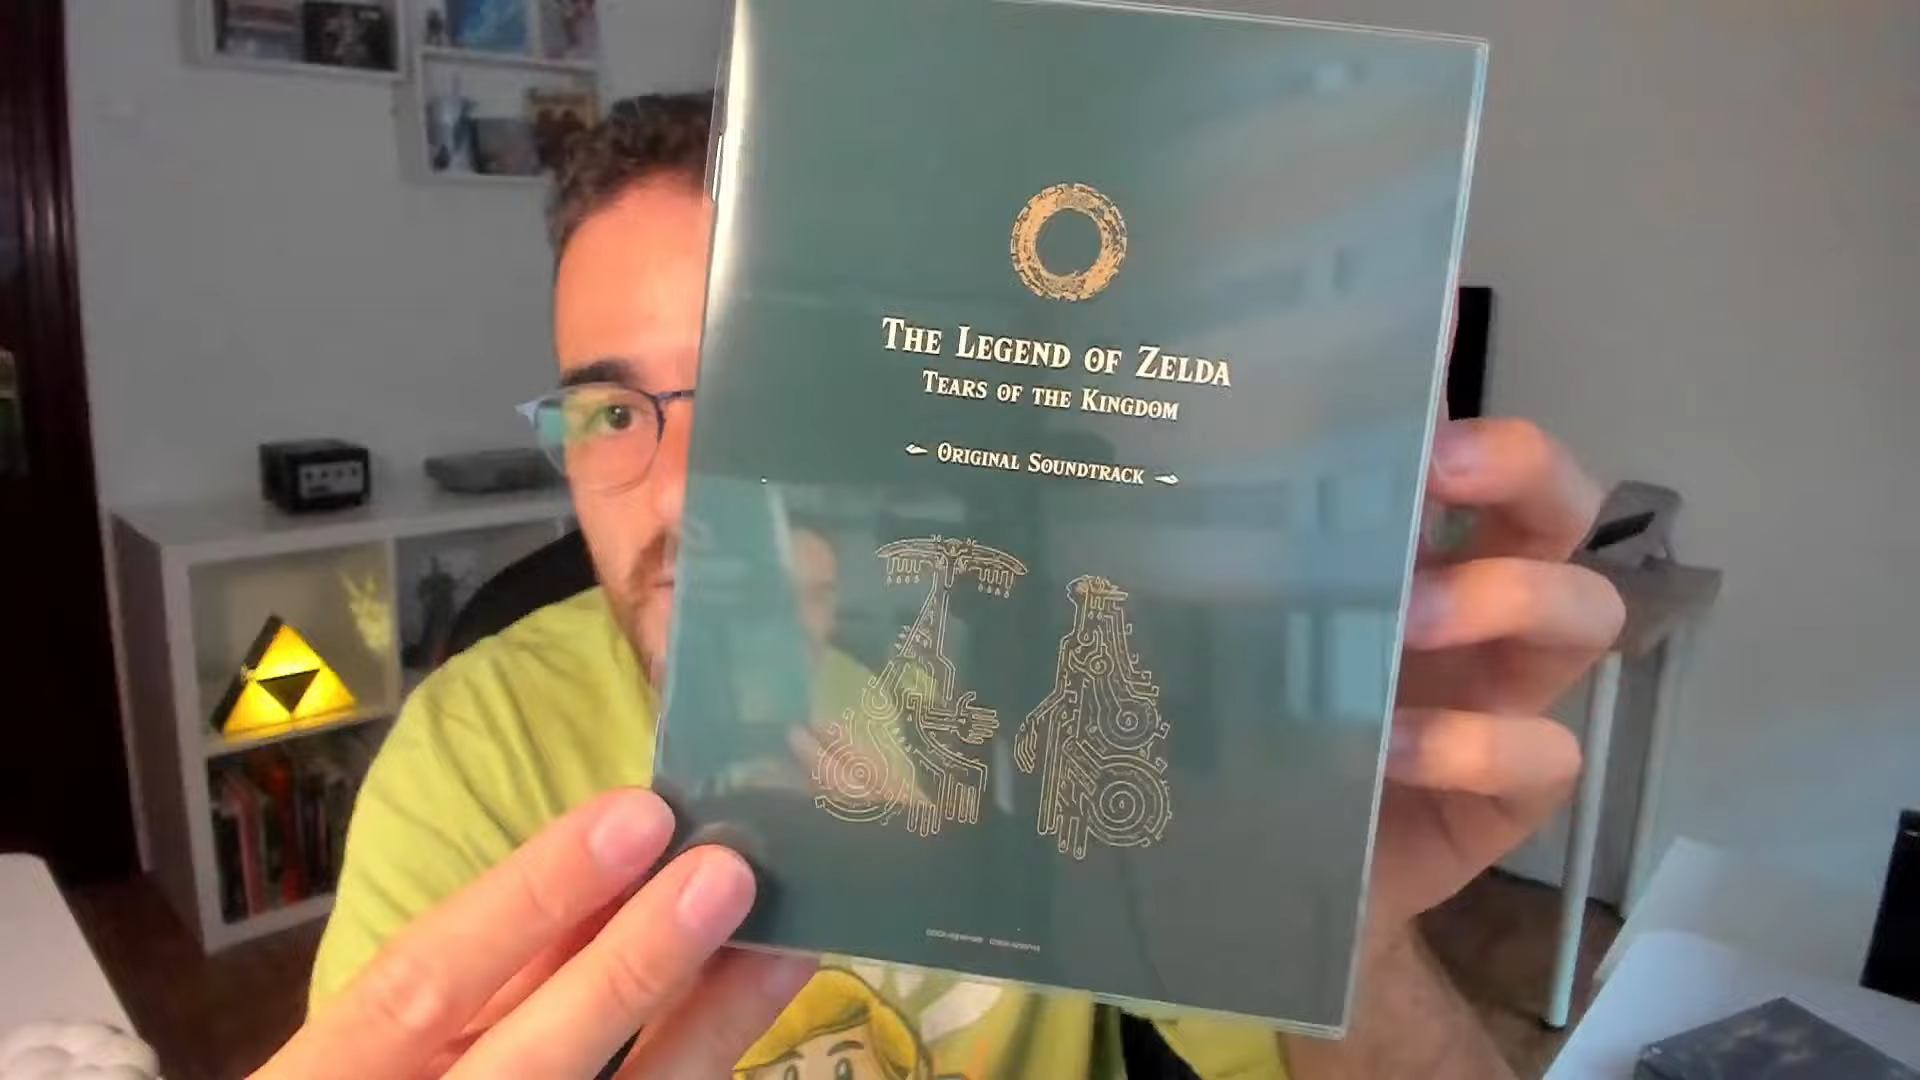 The Legend of Zelda
Tears of the Kingdom
Original Soundtrack